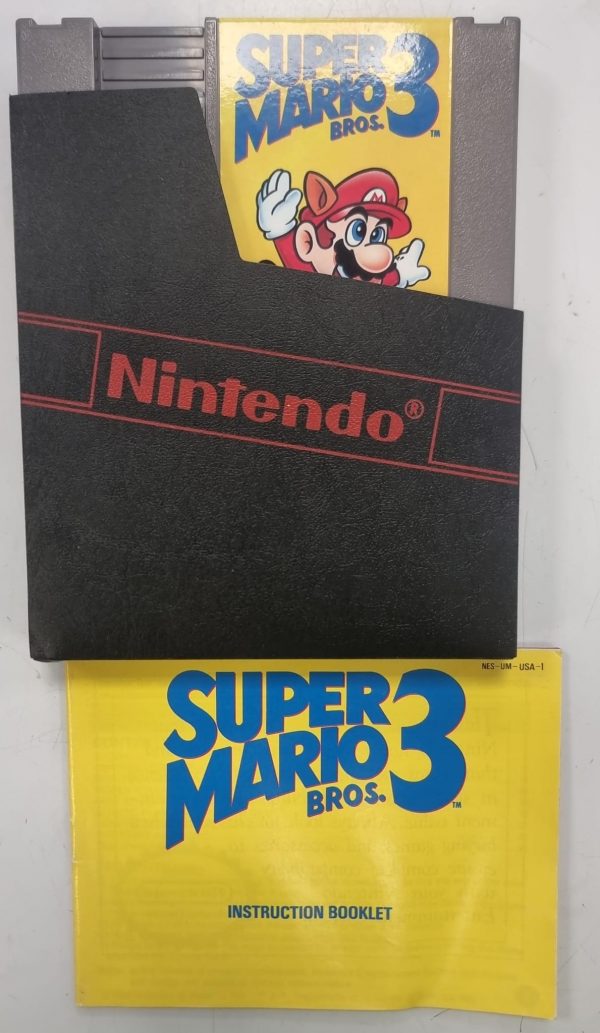 SUPER
MARIO 3
BROS. ™
M
Nintendo®
NES-UM-USA-1
SUPER
MARIO 3
BROS. ™
INSTRUCTION BOOKLET